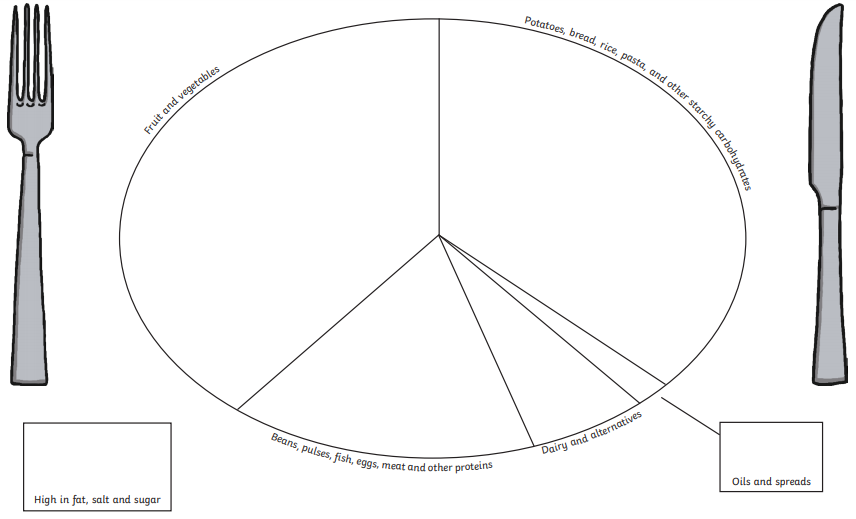 Potatoes, bread, rice, pasta, and other starchy carbohydrates
Fruit and vegetables
Beans, pulses, fish, eggs, meat and other proteins
Dairy and alternatives
Oils and spreads
High in fat, salt and sugar